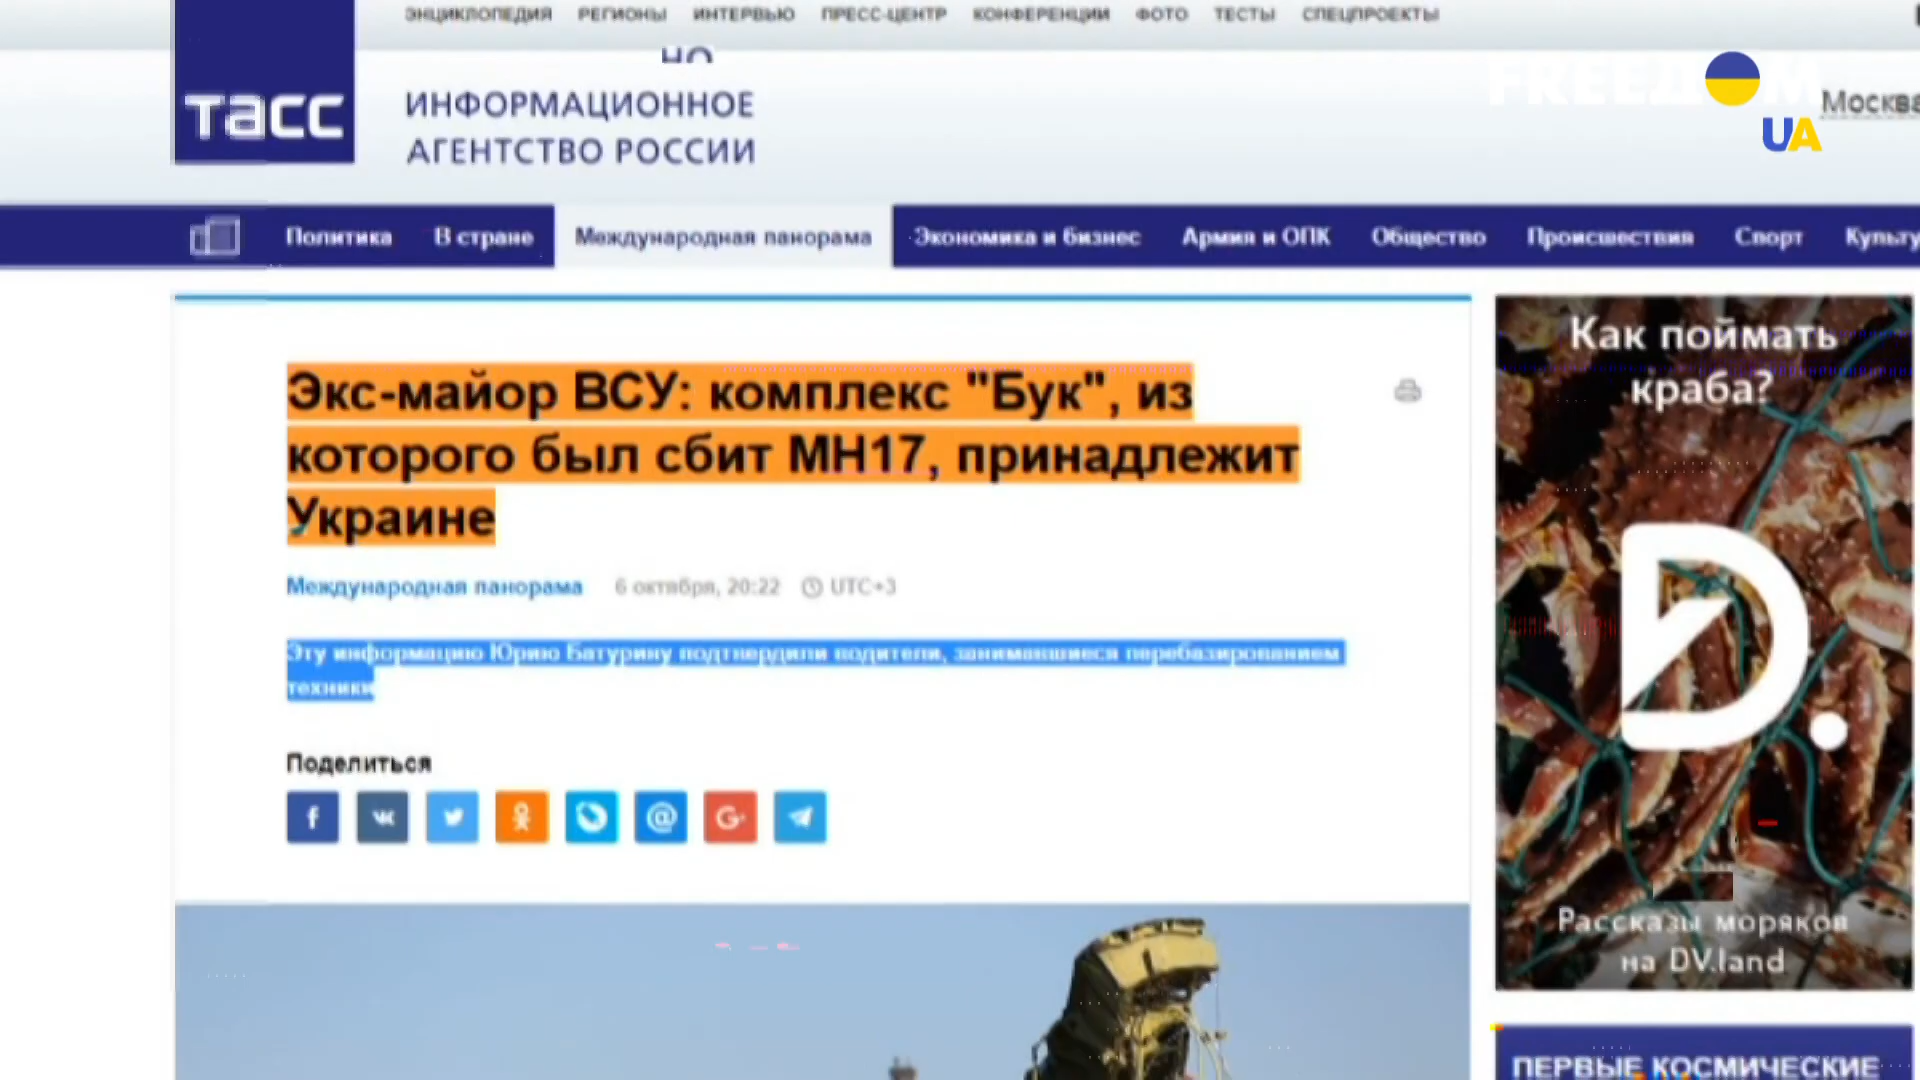 ЭНЦИКЛОПЕДИЯ РЕГИОНЫ ИНТЕРВЬЮ ПРЕСС-ЦЕНТР КОНФЕРЕНЦИИ ФОТО ТЕСТЫ СПЕЦПРОЕКТЫ
тасс
ИНФОРМАЦИОННОЕ
АГЕНТСТВО РОССИИ
FREEДOM
UA
Москва
Политика В стране Международная панорама Экономика и бизнес Армия и ОПК Общество Происшествия Спорт Культу
Экс-майор ВСУ: комплекс "Бук", из
которого был сбит MH17, принадлежит
Украине
Международная панорама 6 октября, 20:22 UTC+3
Эту информацию Юрию Батурину подтвердили водители, занимавшиеся перебазированием
техники
Поделиться
Как поймать
краба?
D.
Рассказы моряков
на DV.land
ПЕРВЫЕ КОСМИЧЕСКИЕ